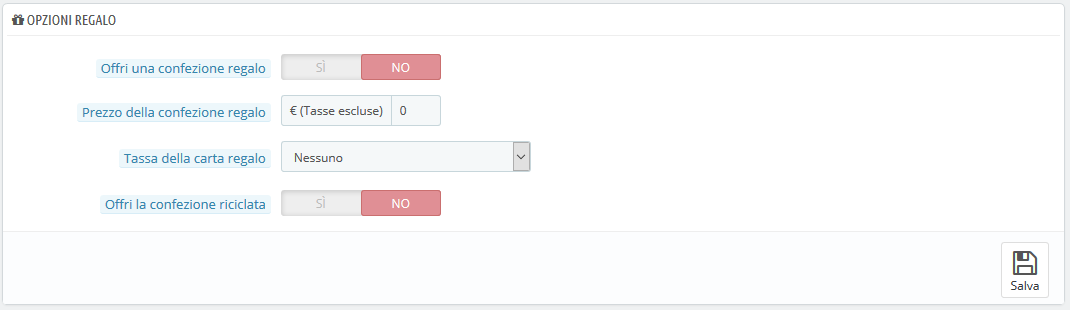 OPZIONI REGALO
Offri una confezione regalo SÌ NO
Prezzo della confezione regalo € (Tasse escluse) 0
Tassa della carta regalo Nessuno
Offri la confezione riciclata SÌ NO
Salva